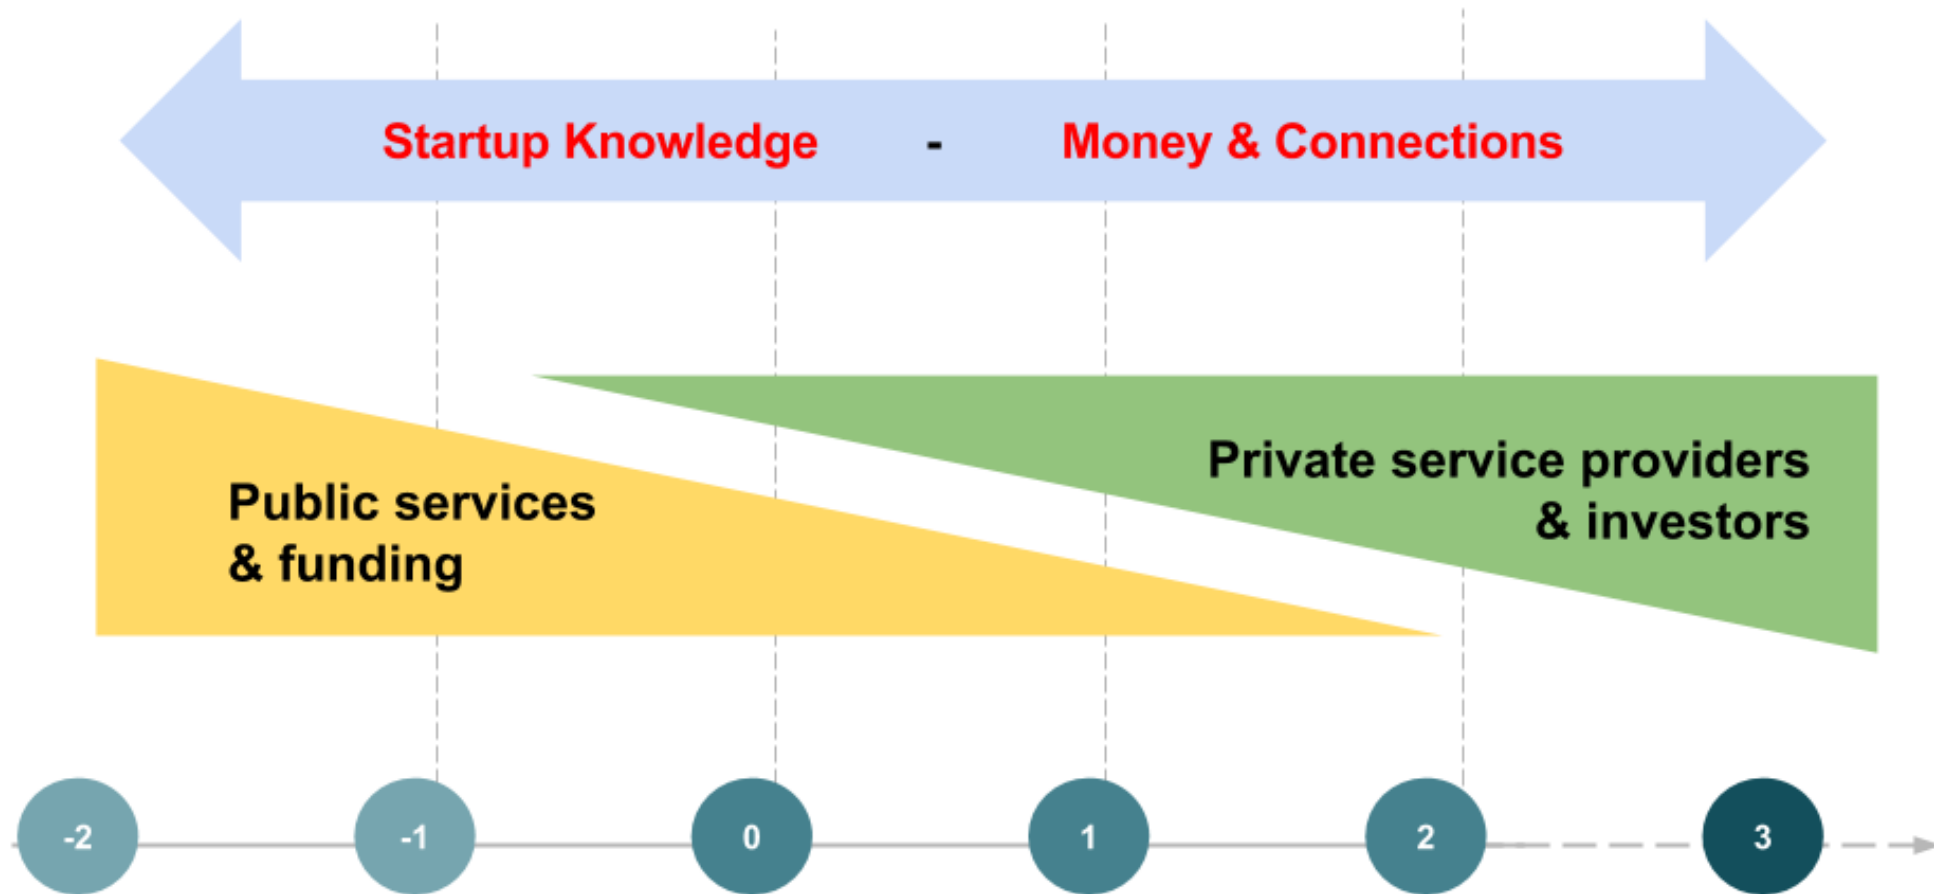 Startup Knowledge - Money & Connections
Private service providers
& investors
Public services
& funding
-2 -1 0 1 2 3